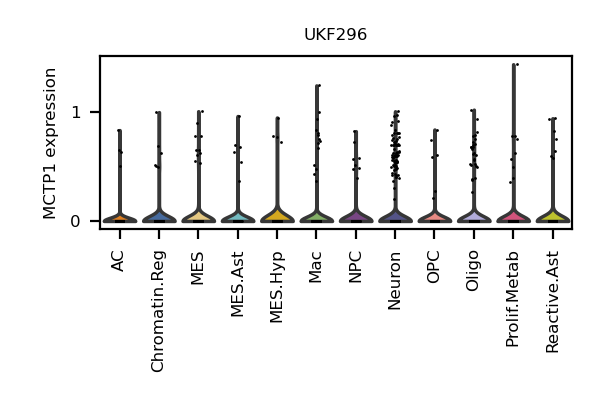 UKF296
MCTP1 expression
1
0
AC
Chromatin.Reg
MES
MES.Ast
MES.Hyp
Mac
NPC
Neuron
OPC
Oligo
Prolif.Metab
Reactive.Ast